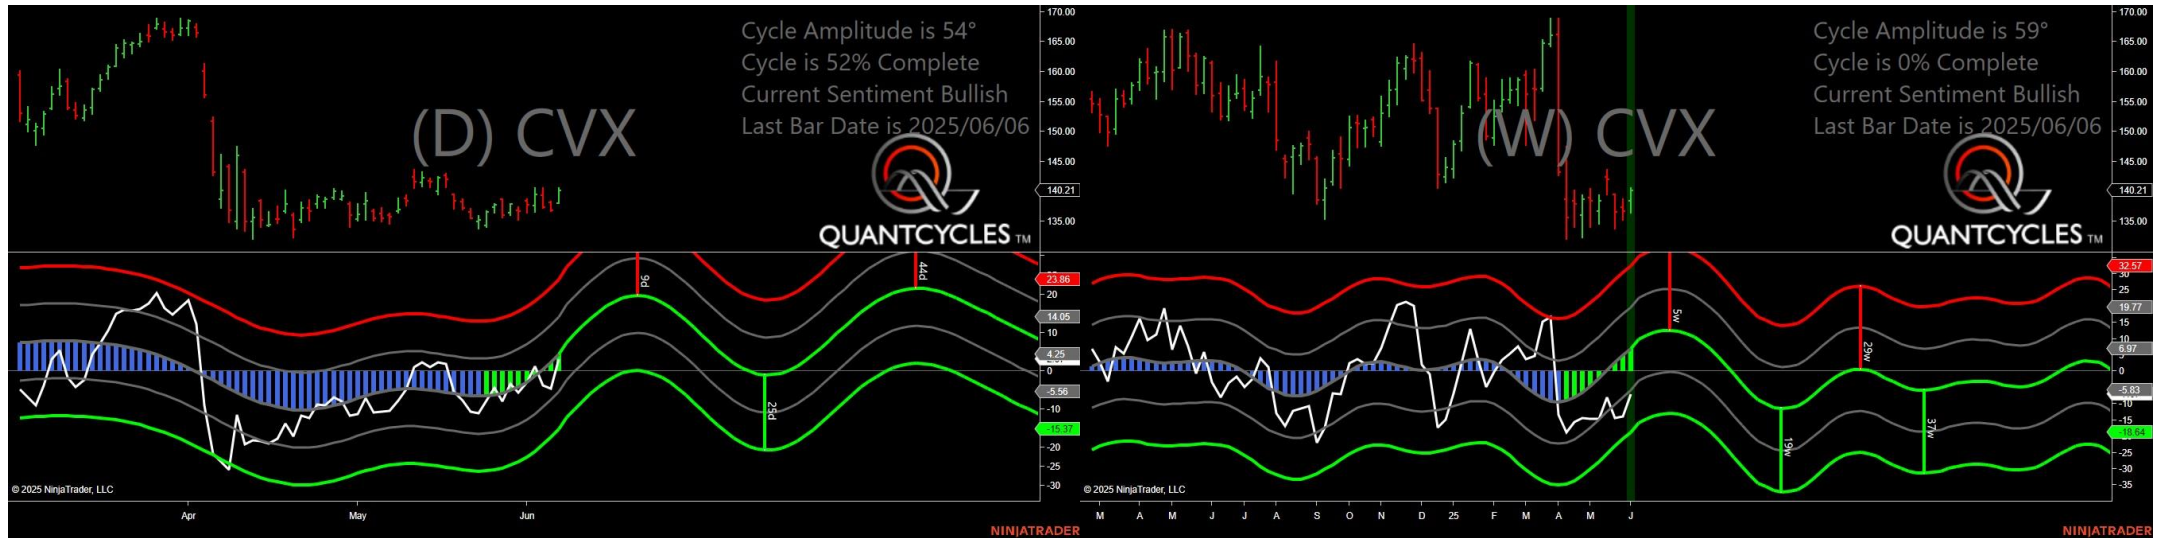 Cycle Amplitude is 54°
Cycle is 52% Complete
Current Sentiment Bullish
Last Bar Date is 2025/06/06
(D) CVX
QUANTCYCLES TM
170.00
165.00
160.00
155.00
150.00
145.00
140.21
135.00
9d
44d
25d
23.86
20
14.05
10
4.25
0
-5.56
-10
-15.37
-20
-25
-30
© 2025 NinjaTrader, LLC
Apr
May
Jun
NINJATRADER
Cycle Amplitude is 59°
Cycle is 0% Complete
Current Sentiment Bullish
Last Bar Date is 2025/06/06
(W) CVX
QUANTCYCLES TM
170.00
165.00
160.00
155.00
150.00
145.00
140.21
135.00
5w
29w
19w
37w
32.57
30
25
19.77
15
10
6.97
0
-5.83
-10
-15
-18.64
-25
-30
-35
© 2025 NinjaTrader, LLC
M A M J J A S O N D 25 F M A M J
NINJATRADER